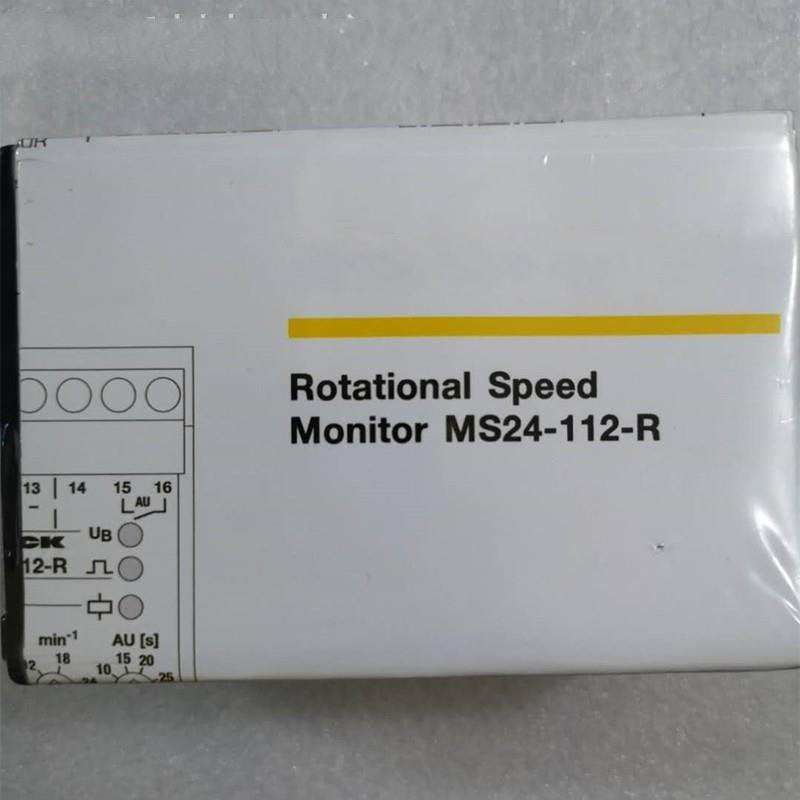 Rotational Speed
Monitor MS24-112-R
13 14 15 16
AU
UB
CK
12-R
min-1 AU [s]
18 10 15 20
25